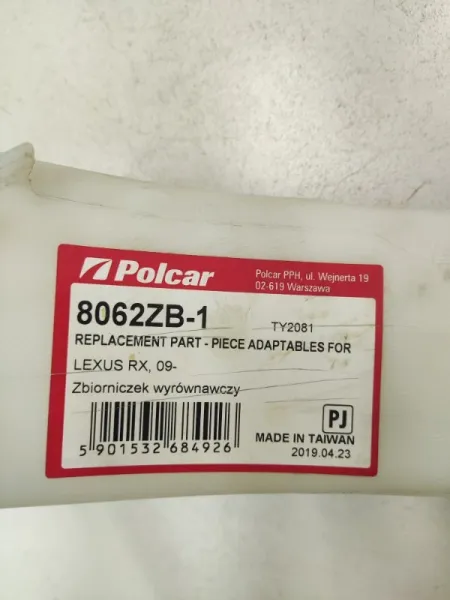 Polcar
Polcar PPH, ul. Wejnerta 19
02-619 Warszawa
8062ZB-1
TY2081
REPLACEMENT PART - PIECE ADAPTABLES FOR
LEXUS RX, 09-
Zbiorniczek wyrównawczy
5 901532 684926
PJ
MADE IN TAIWAN
2019.04.23